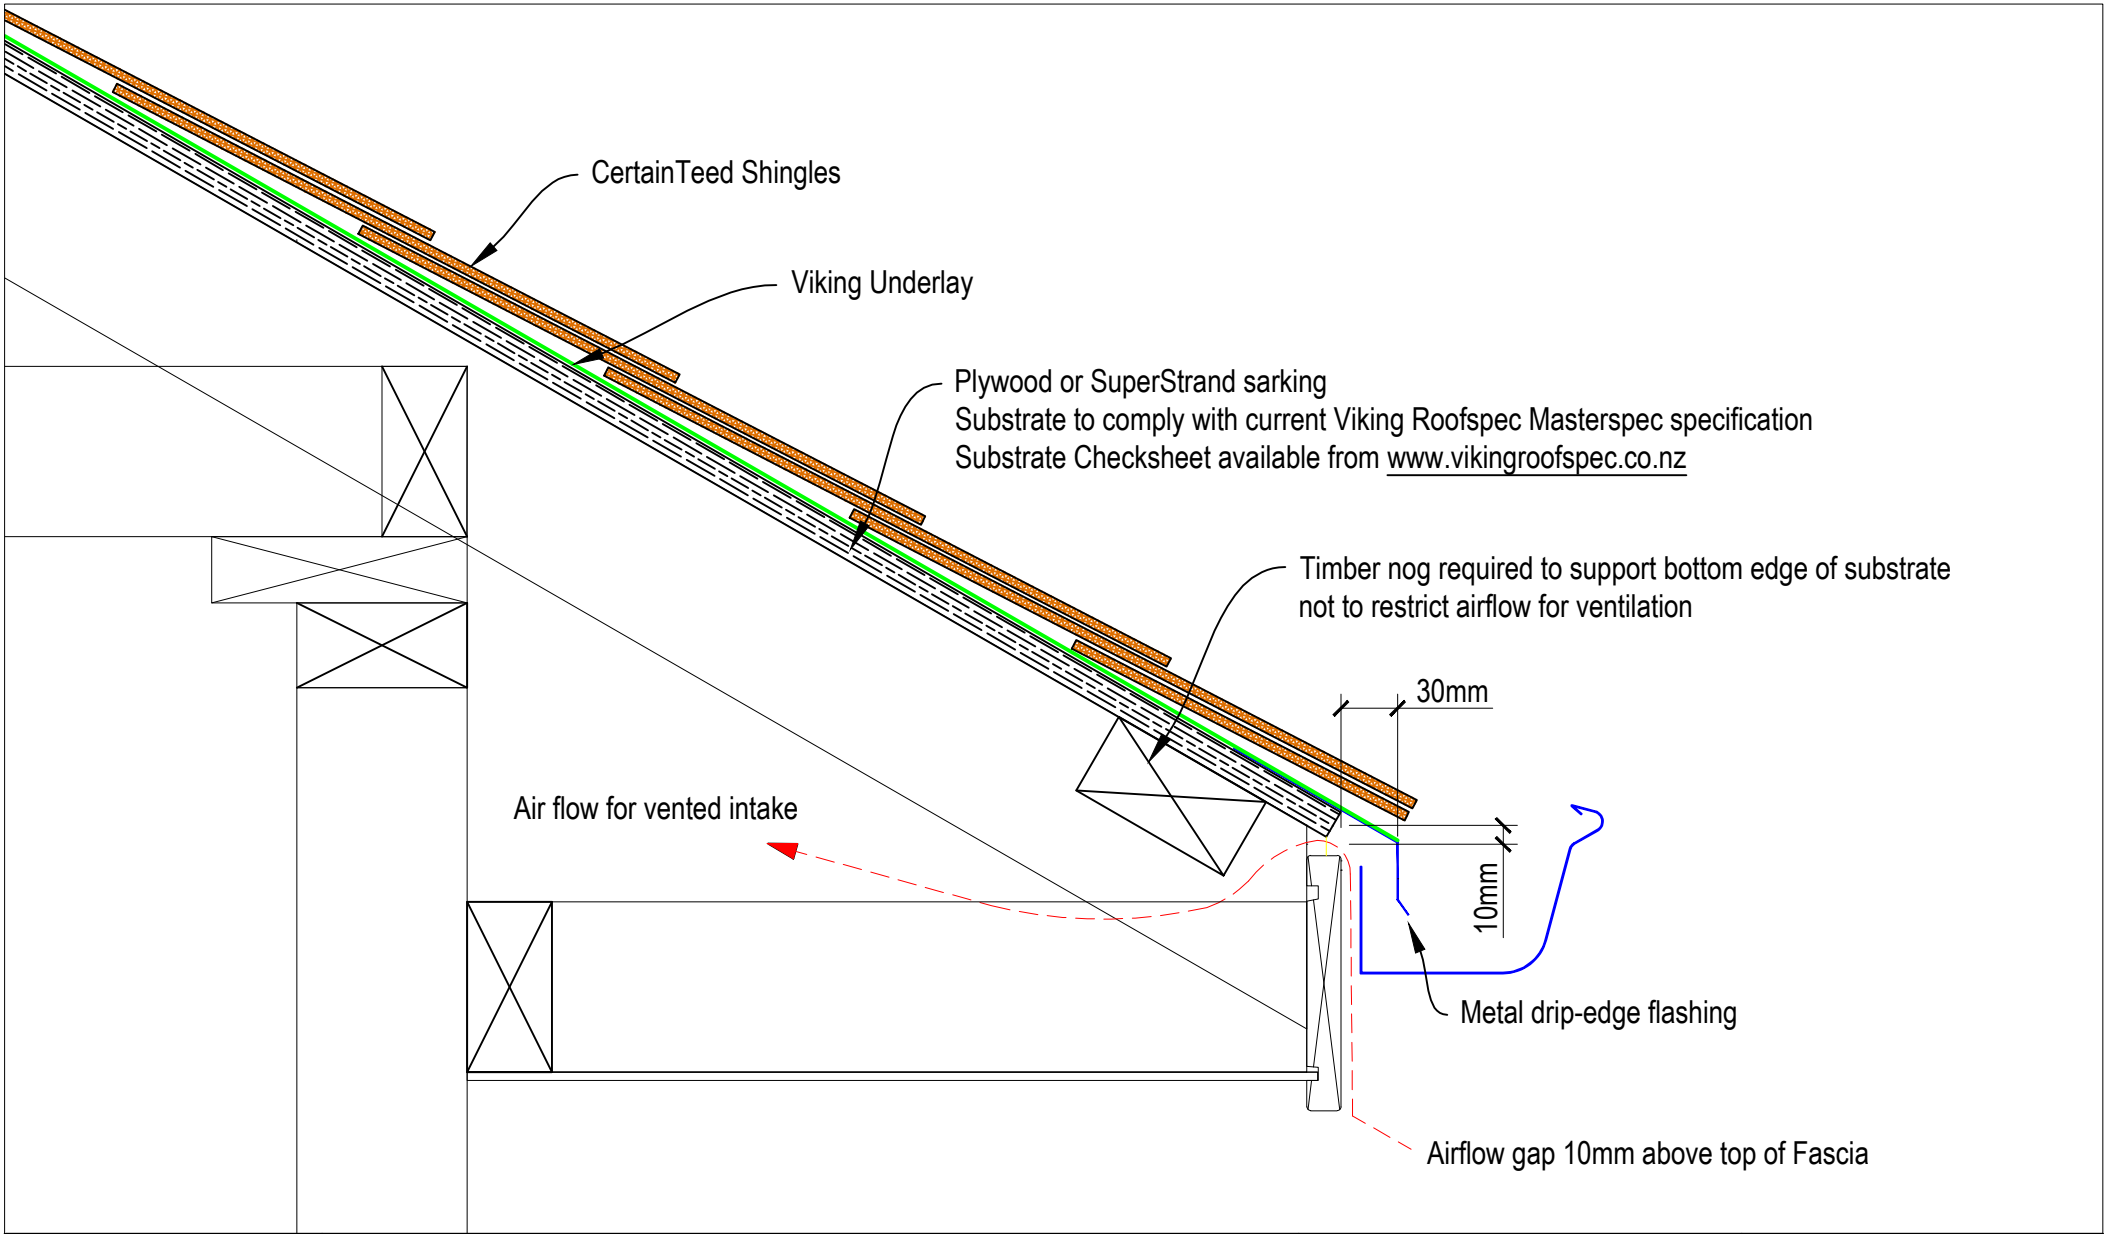 CertainTeed Shingles
Viking Underlay
Plywood or SuperStrand sarking
Substrate to comply with current Viking Roofspec Masterspec specification
Substrate Checksheet available from www.vikingroofspec.co.nz
Timber nog required to support bottom edge of substrate
not to restrict airflow for ventilation
30mm
Air flow for vented intake
10mm
Metal drip-edge flashing
Airflow gap 10mm above top of Fascia